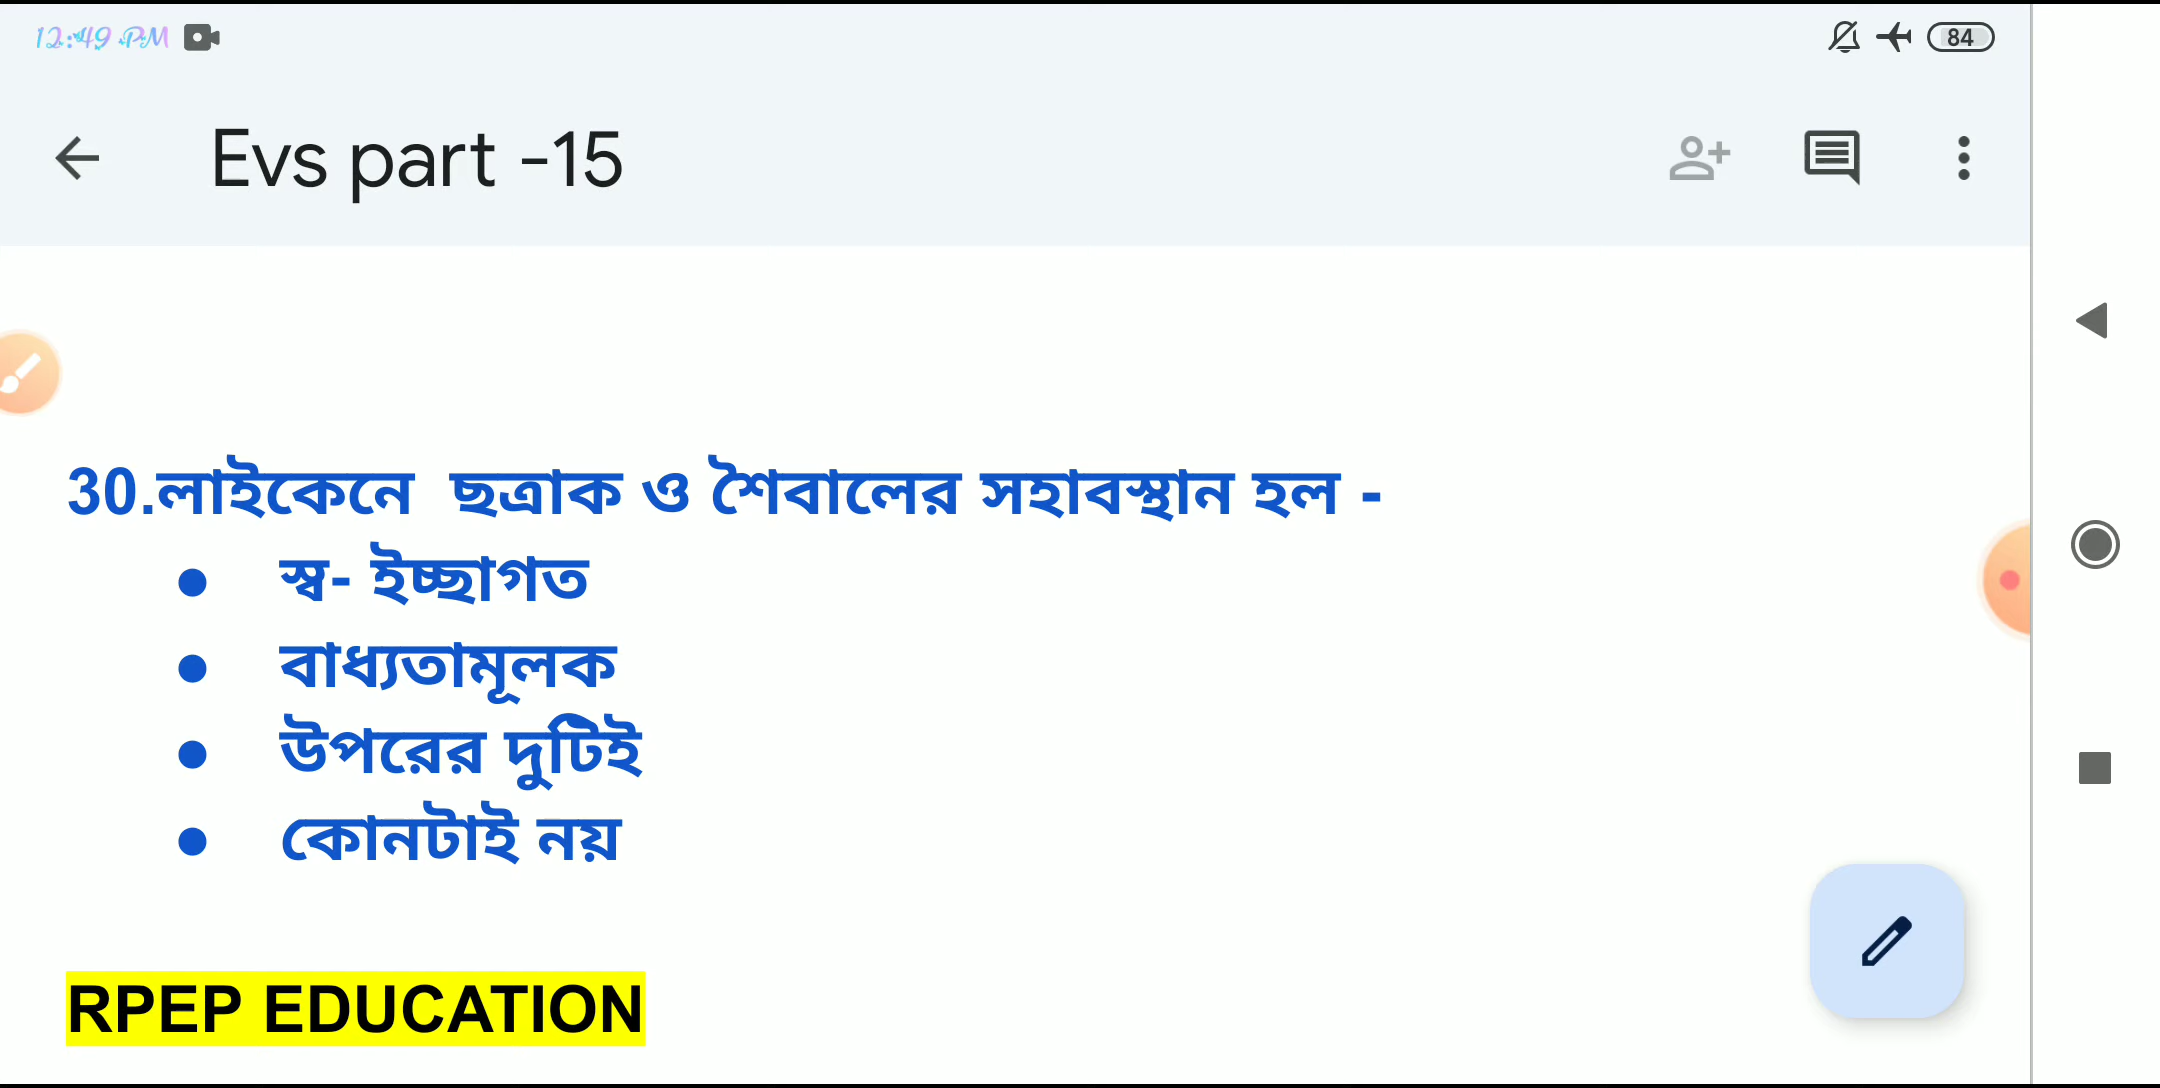 12:49 PM
84
Evs part -15
30.লাইকেনে ছত্রাক ও শৈবালের সহাবস্থান হল -
● স্ব- ইচ্ছাগত
● বাধ্যতামূলক
● উপরের দুটিই
● কোনটাই নয়
RPEP EDUCATION